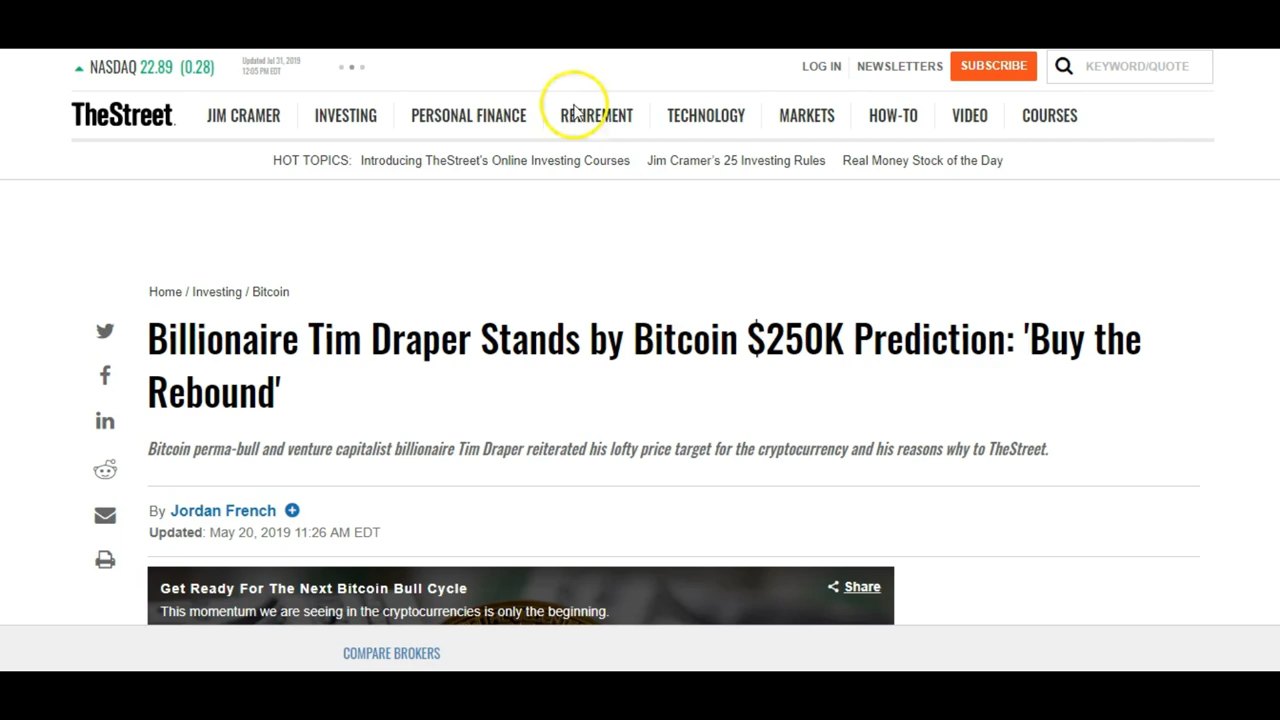 NASDAQ 22.89 (0.28)
Updated Jul 31, 2019
12:05 PM EDT
LOG IN
NEWSLETTERS
SUBSCRIBE
KEYWORD/QUOTE
TheStreet.
JIM CRAMER
INVESTING
PERSONAL FINANCE
RETIREMENT
TECHNOLOGY
MARKETS
HOW-TO
VIDEO
COURSES
HOT TOPICS: Introducing TheStreet's Online Investing Courses Jim Cramer's 25 Investing Rules Real Money Stock of the Day
Home / Investing / Bitcoin
Billionaire Tim Draper Stands by Bitcoin $250K Prediction: 'Buy the
Rebound'
Bitcoin perma-bull and venture capitalist billionaire Tim Draper reiterated his lofty price target for the cryptocurrency and his reasons why to TheStreet.
By Jordan French
Updated: May 20, 2019 11:26 AM EDT
Get Ready For The Next Bitcoin Bull Cycle
Share
This momentum we are seeing in the cryptocurrencies is only the beginning.
COMPARE BROKERS